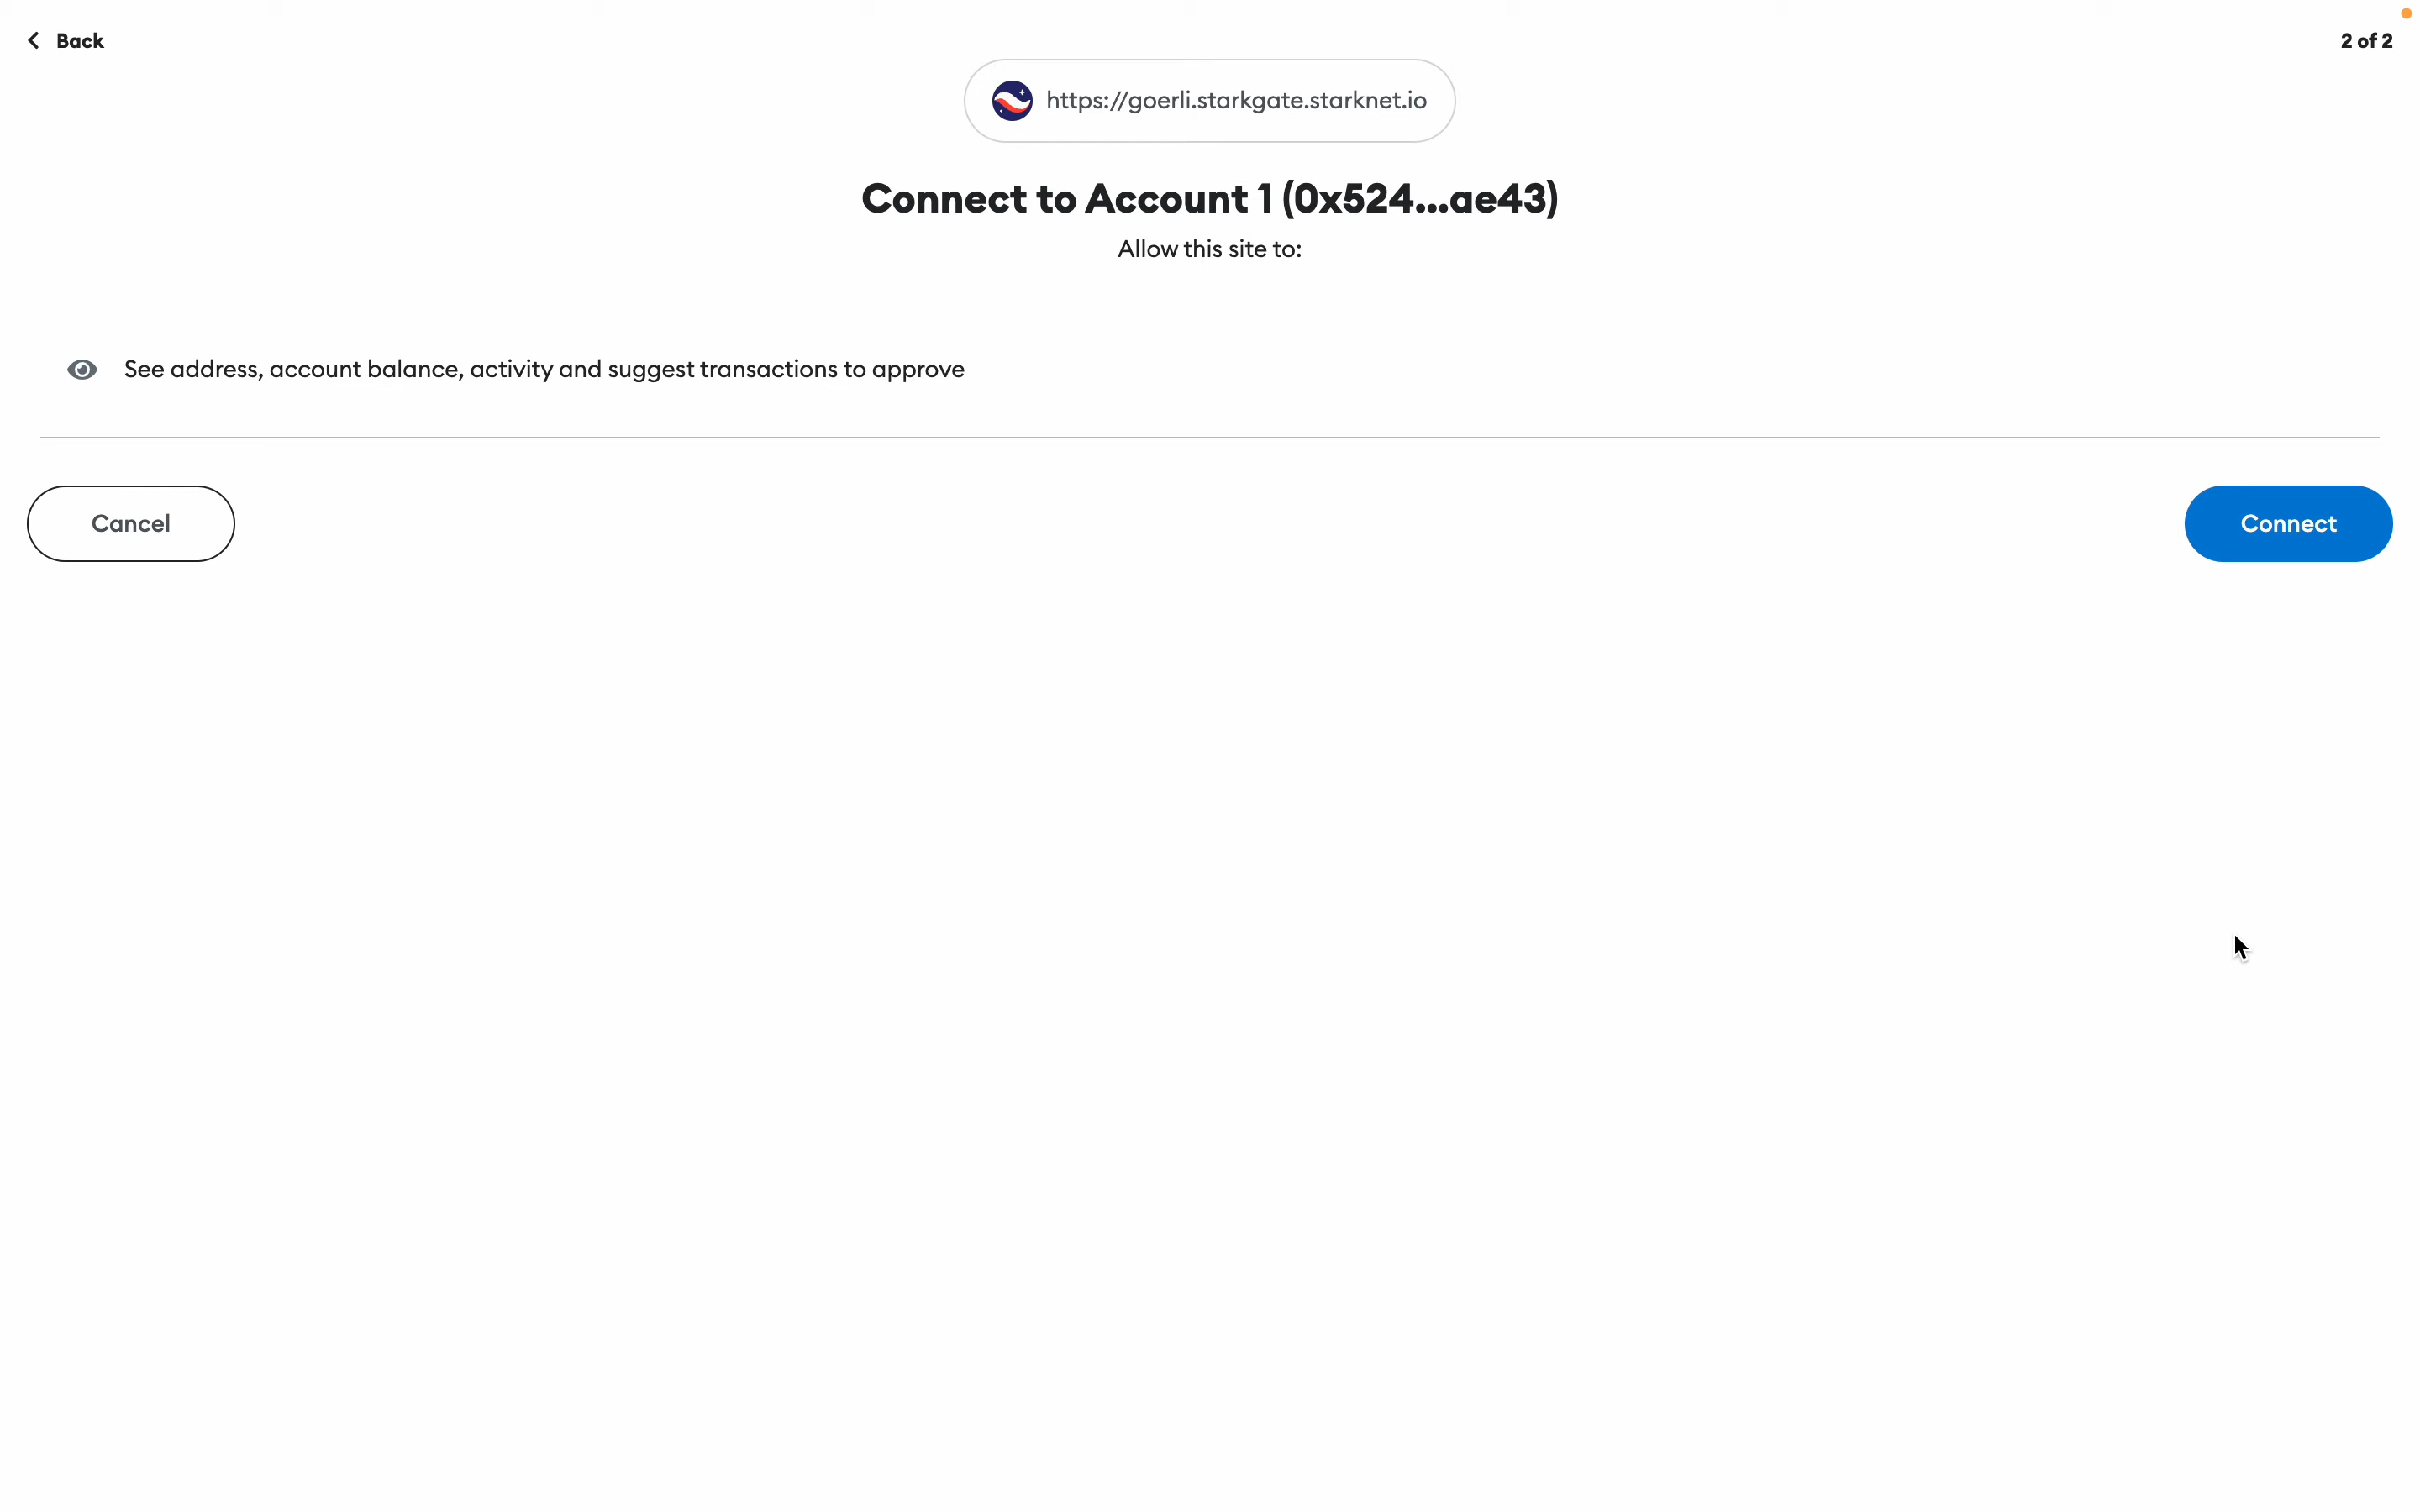 Back
2 of 2
https://goerli.starkgate.starknet.io
Connect to Account 1 (0x524...ae43)
Allow this site to:
See address, account balance, activity and suggest transactions to approve
Cancel
Connect